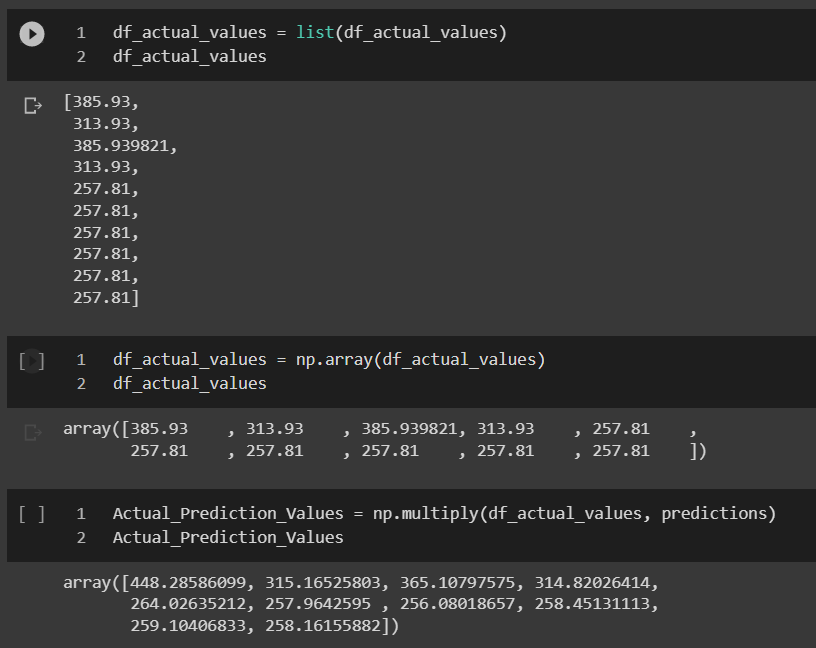 1 df_actual_values = list(df_actual_values)
2 df_actual_values
[385.93,
313.93,
385.939821,
313.93,
257.81,
257.81,
257.81,
257.81,
257.81,
257.81]
[ ] 1 df_actual_values = np.array(df_actual_values)
2 df_actual_values
array([385.93    , 313.93    , 385.939821, 313.93    , 257.81    ,
       257.81    , 257.81    , 257.81    , 257.81    , 257.81    ])
[ ] 1 Actual_Prediction_Values = np.multiply(df_actual_values, predictions)
2 Actual_Prediction_Values
array([448.28586099, 315.16525803, 365.10797575, 314.82026414,
       264.02635212, 257.9642595 , 256.08018657, 258.45131113,
       259.10406833, 258.16155882])